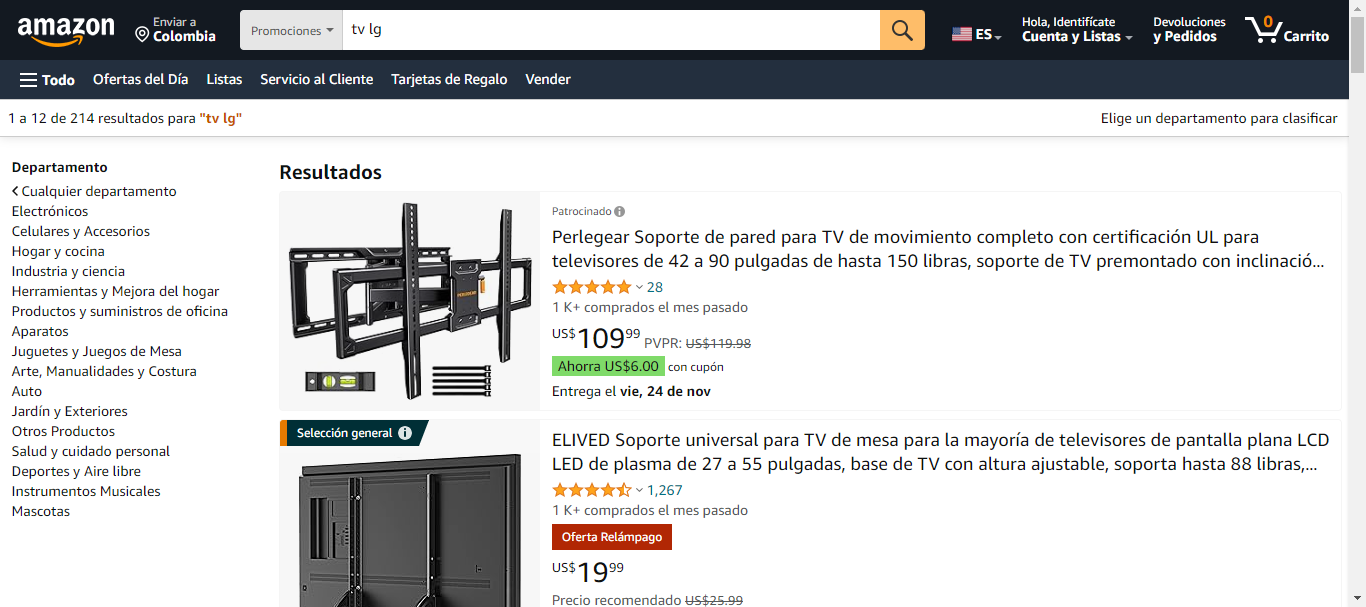 amazon
Enviar a
Colombia
Promociones
tv lg
ES
Hola, Identifícate
Cuenta y Listas
Devoluciones
y Pedidos
0
Carrito
Todo
Ofertas del Día
Listas
Servicio al Cliente
Tarjetas de Regalo
Vender
1 a 12 de 214 resultados para "tv lg"
Elige un departamento para clasificar
Departamento
Cualquier departamento
Electrónicos
Celulares y Accesorios
Hogar y cocina
Industria y ciencia
Herramientas y Mejora del hogar
Productos y suministros de oficina
Aparatos
Juguetes y Juegos de Mesa
Arte, Manualidades y Costura
Auto
Jardín y Exteriores
Otros Productos
Salud y cuidado personal
Deportes y Aire libre
Instrumentos Musicales
Mascotas
Resultados
Patrocinado
Perlegear Soporte de pared para TV de movimiento completo con certificación UL para
televisores de 42 a 90 pulgadas de hasta 150 libras, soporte de TV premontado con inclinació...
28
1 K+ comprados el mes pasado
US$10999 PVPR: US$119.98
Ahorra US$6.00 con cupón
Entrega el vie, 24 de nov
Selección general
ELIVED Soporte universal para TV de mesa para la mayoría de televisores de pantalla plana LCD
LED de plasma de 27 a 55 pulgadas, base de TV con altura ajustable, soporta hasta 88 libras,...
1,267
1 K+ comprados el mes pasado
Oferta Relámpago
US$1999
Precio recomendado US$25.99